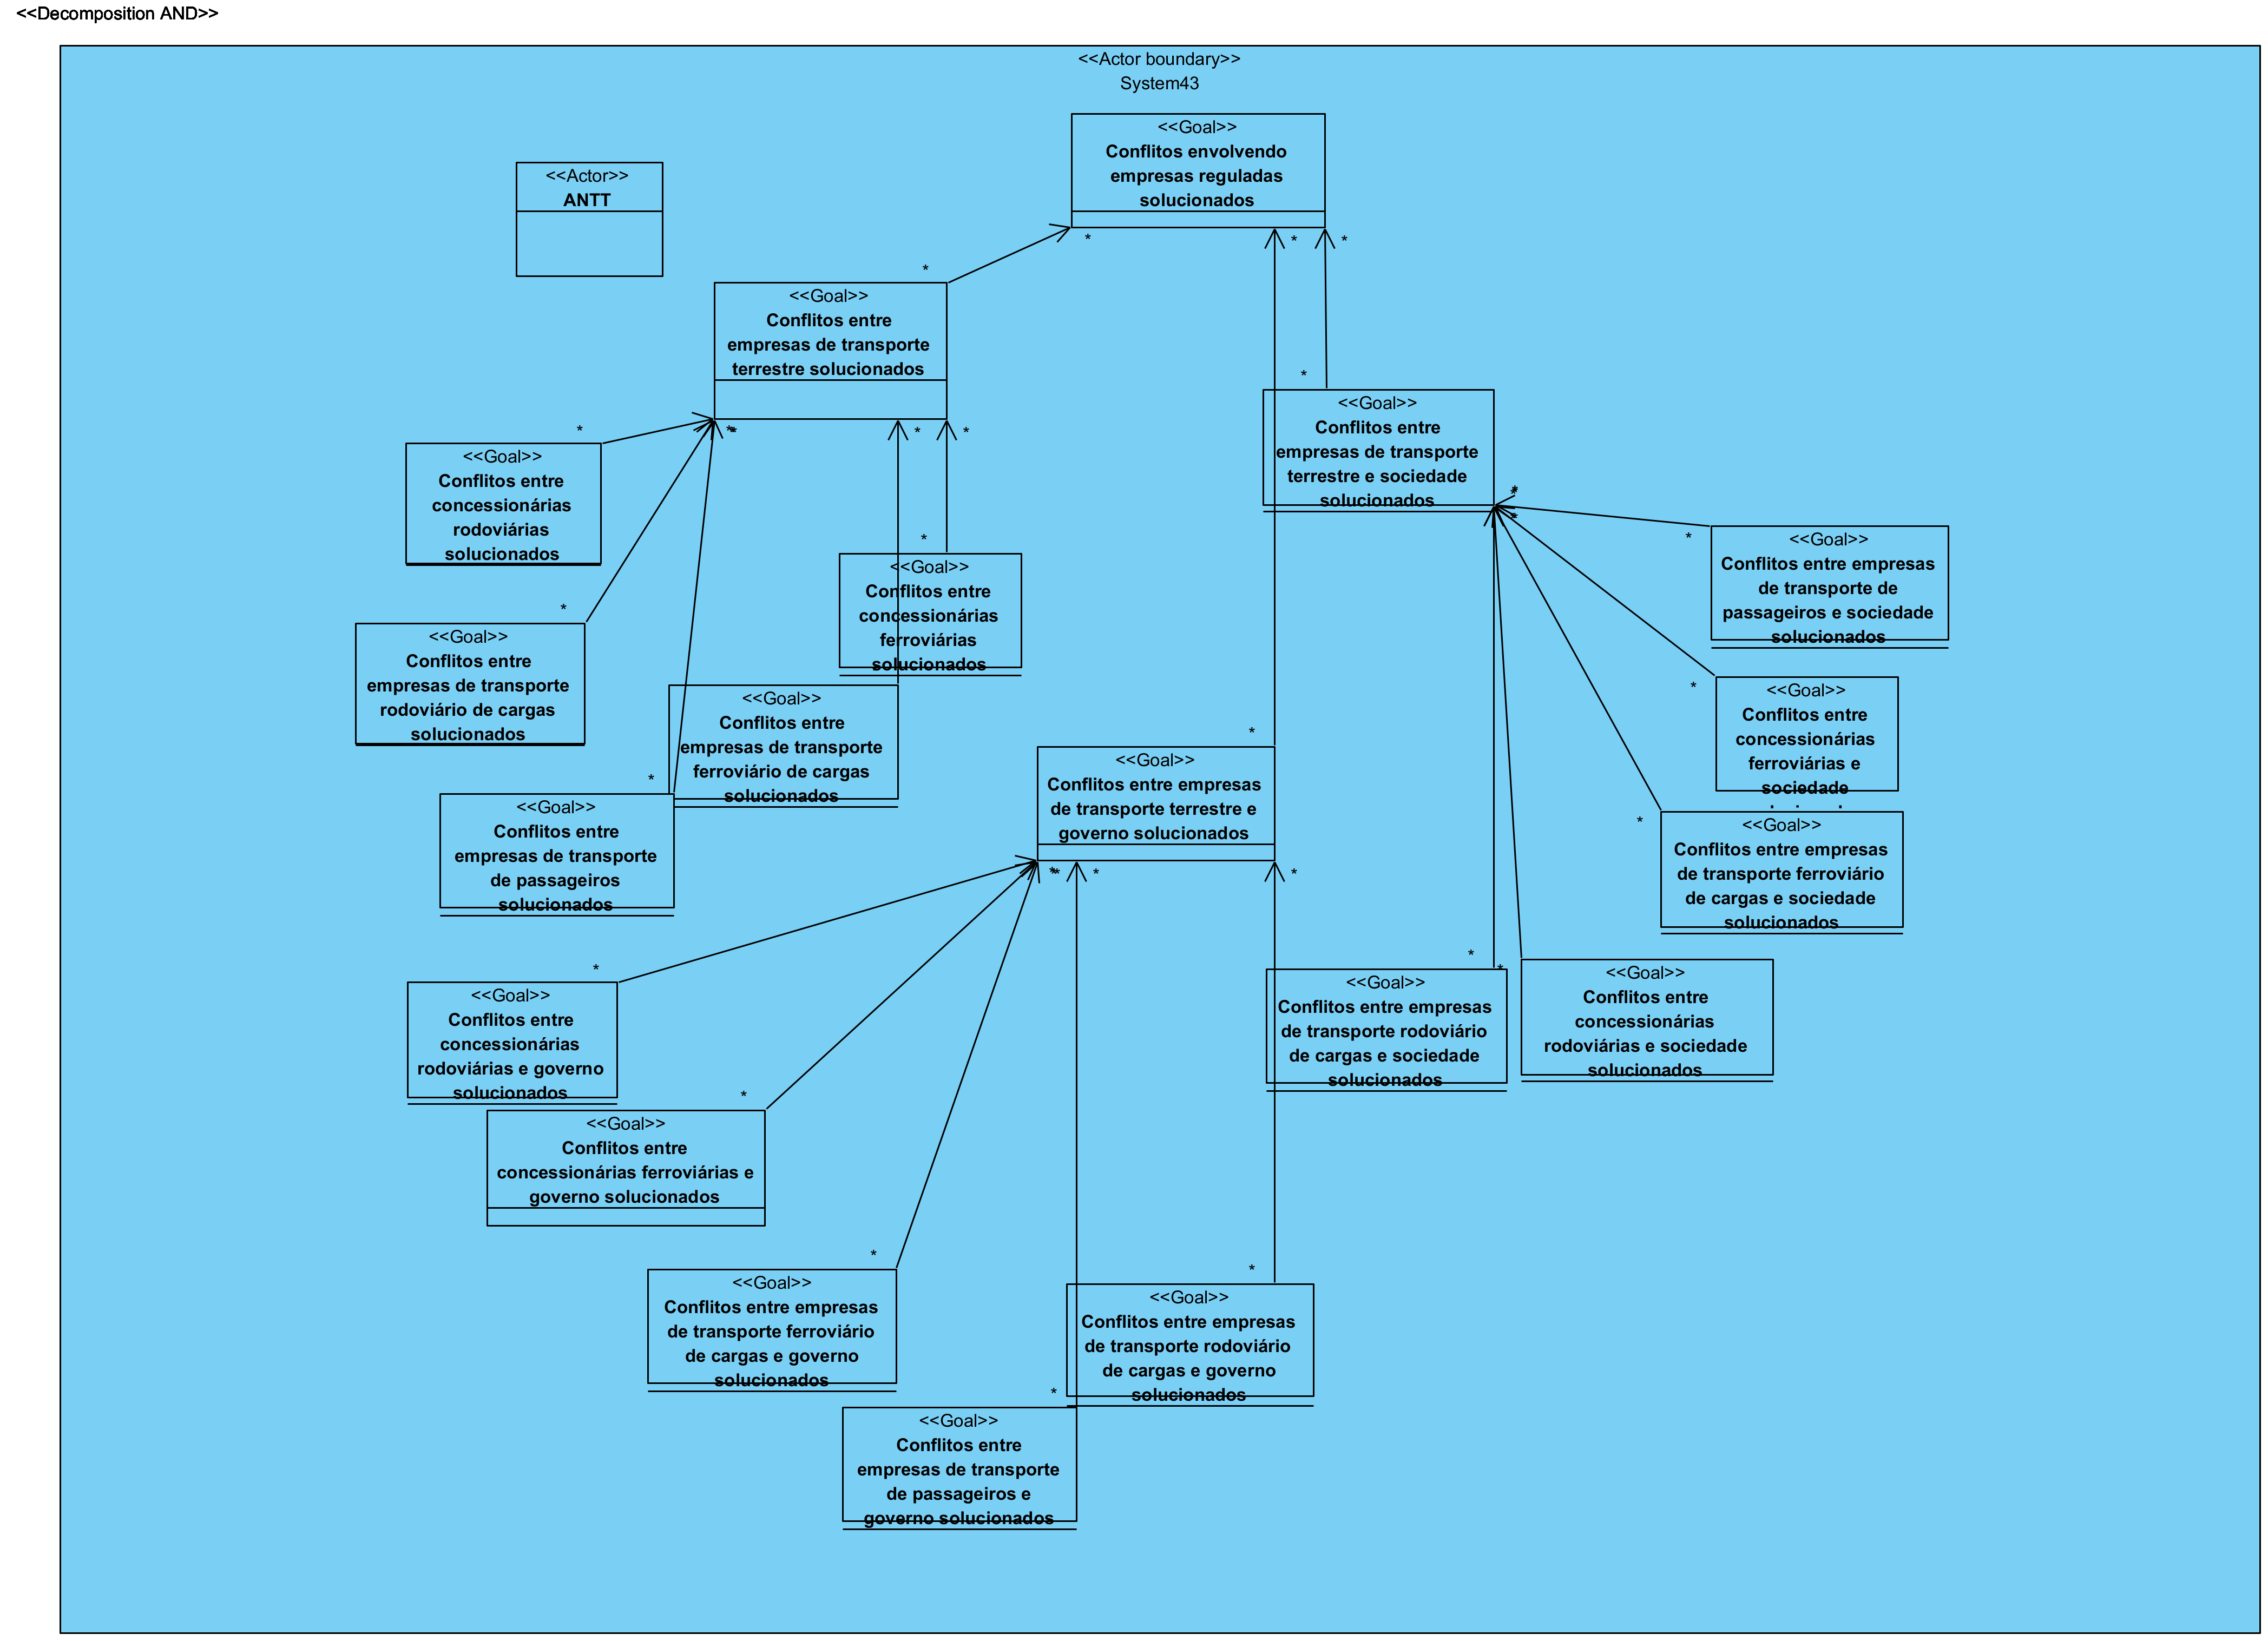 <<Decomposition AND>>
<<Actor boundary>>
System43
<<Goal>>
Conflitos envolvendo
empresas reguladas
solucionados
<<Actor>>
ANTT
*
*
<<Goal>>
Conflitos entre
empresas de transporte
terrestre solucionados
*
*
*
<<Goal>>
Conflitos entre
empresas de transporte
terrestre e sociedade
solucionados
*
<<Goal>>
Conflitos entre
concessionárias
rodoviárias
solucionados
*
*
*
*
<<Goal>>
Conflitos entre
concessionárias
ferroviárias
solucionados
*
<<Goal>>
Conflitos entre empresas
de transporte de
passageiros e sociedade
solucionados
*
<<Goal>>
Conflitos entre
empresas de transporte
rodoviário de cargas
solucionados
<<Goal>>
Conflitos entre
empresas de transporte
ferroviário de cargas
solucionados
*
<<Goal>>
Conflitos entre
concessionárias
ferroviárias e
sociedade
*
<<Goal>>
Conflitos entre
empresas de transporte
de passageiros
solucionados
*
<<Goal>>
Conflitos entre empresas
de transporte terrestre e
governo solucionados
*
<<Goal>>
Conflitos entre empresas
de transporte ferroviário
de cargas e sociedade
solucionados
*
*
*
<<Goal>>
Conflitos entre
concessionárias
rodoviárias e governo
solucionados
*
<<Goal>>
Conflitos entre empresas
de transporte rodoviário
de cargas e sociedade
solucionados
*
<<Goal>>
Conflitos entre
concessionárias
rodoviárias e sociedade
solucionados
*
<<Goal>>
Conflitos entre
concessionárias ferroviárias e
governo solucionados
*
<<Goal>>
Conflitos entre empresas
de transporte ferroviário
de cargas e governo
solucionados
*
<<Goal>>
Conflitos entre empresas
de transporte rodoviário
de cargas e governo
solucionados
*
<<Goal>>
Conflitos entre
empresas de transporte
de passageiros e
governo solucionados